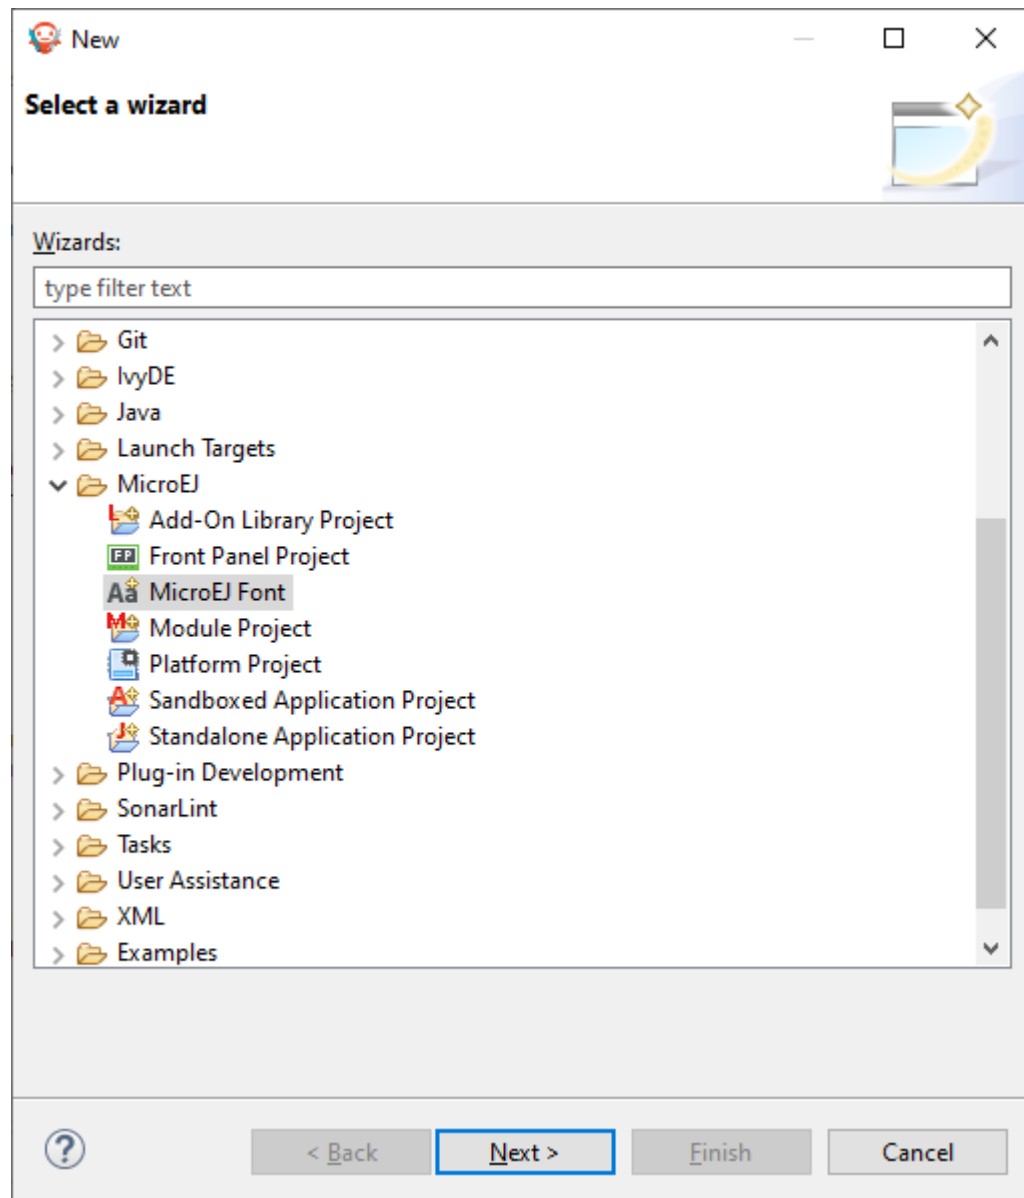 New
Select a wizard
Wizards:
type filter text
Git
IvyDE
Java
Launch Targets
MicroEJ
Add-On Library Project
FP Front Panel Project
Aa MicroEJ Font
M Module Project
Platform Project
A Sandboxed Application Project
J Standalone Application Project
Plug-in Development
SonarLint
Tasks
User Assistance
XML
Examples
? < Back Next > Finish Cancel